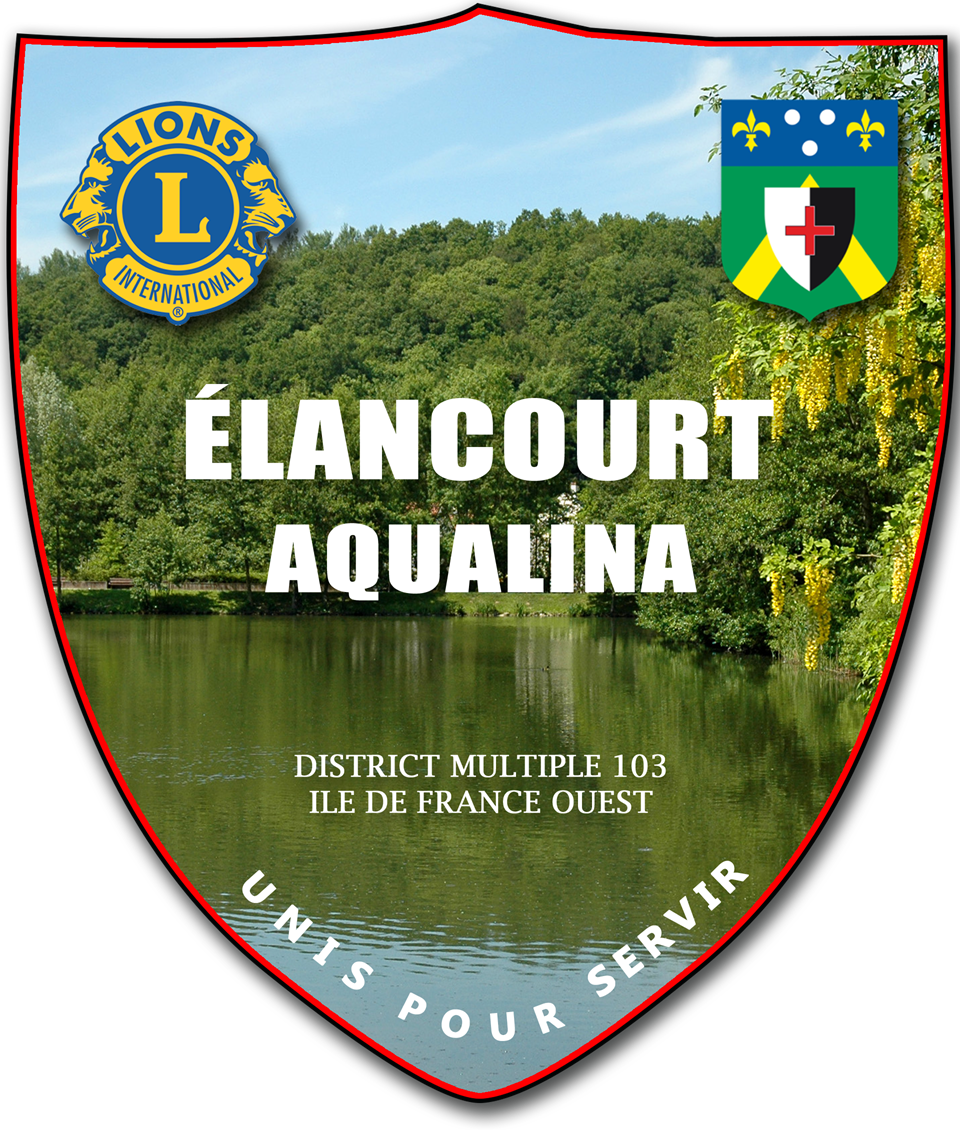 LIONS
L
INTERNATIONAL
®
ÉLANCOURT
AQUALINA
DISTRICT MULTIPLE 103
ILE DE FRANCE OUEST
UNIS POUR SERVIR